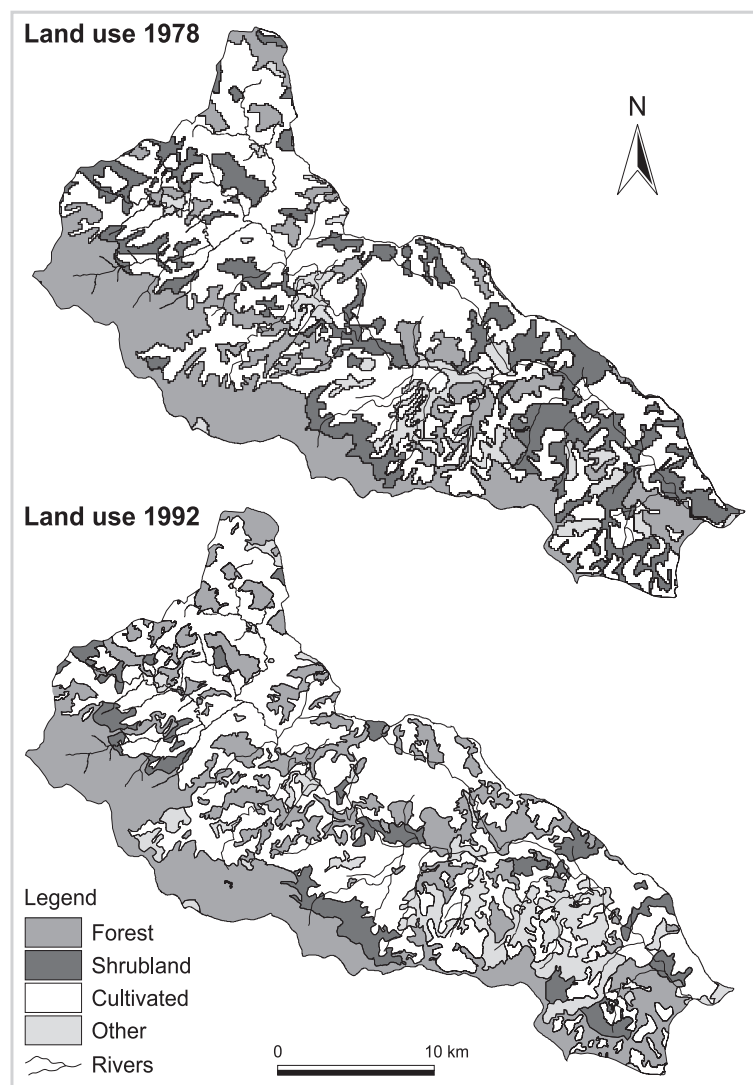 Land use 1978
N
Land use 1992
Legend
Forest
Shrubland
Cultivated
Other
Rivers
0 10 km